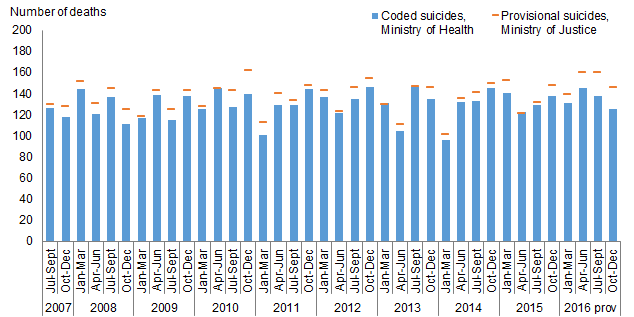 Number of deaths
Coded suicides,
Ministry of Health
Provisional suicides,
Ministry of Justice
200
180
160
140
120
100
80
60
40
20
0
Jul-Sept
Oct-Dec
Jan-Mar
Apr-Jun
Jul-Sept
Oct-Dec
Jan-Mar
Apr-Jun
Jul-Sept
Oct-Dec
Jan-Mar
Apr-Jun
Jul-Sept
Oct-Dec
Jan-Mar
Apr-Jun
Jul-Sept
Oct-Dec
Jan-Mar
Apr-Jun
Jul-Sept
Oct-Dec
Jan-Mar
Apr-Jun
Jul-Sept
Oct-Dec
Jan-Mar
Apr-Jun
Jul-Sept
Oct-Dec
Jan-Mar
Apr-Jun
Jul-Sept
Oct-Dec
Jan-Mar
Apr-Jun
Jul-Sept
Oct-Dec
2007 2008 2009 2010 2011 2012 2013 2014 2015 2016 prov